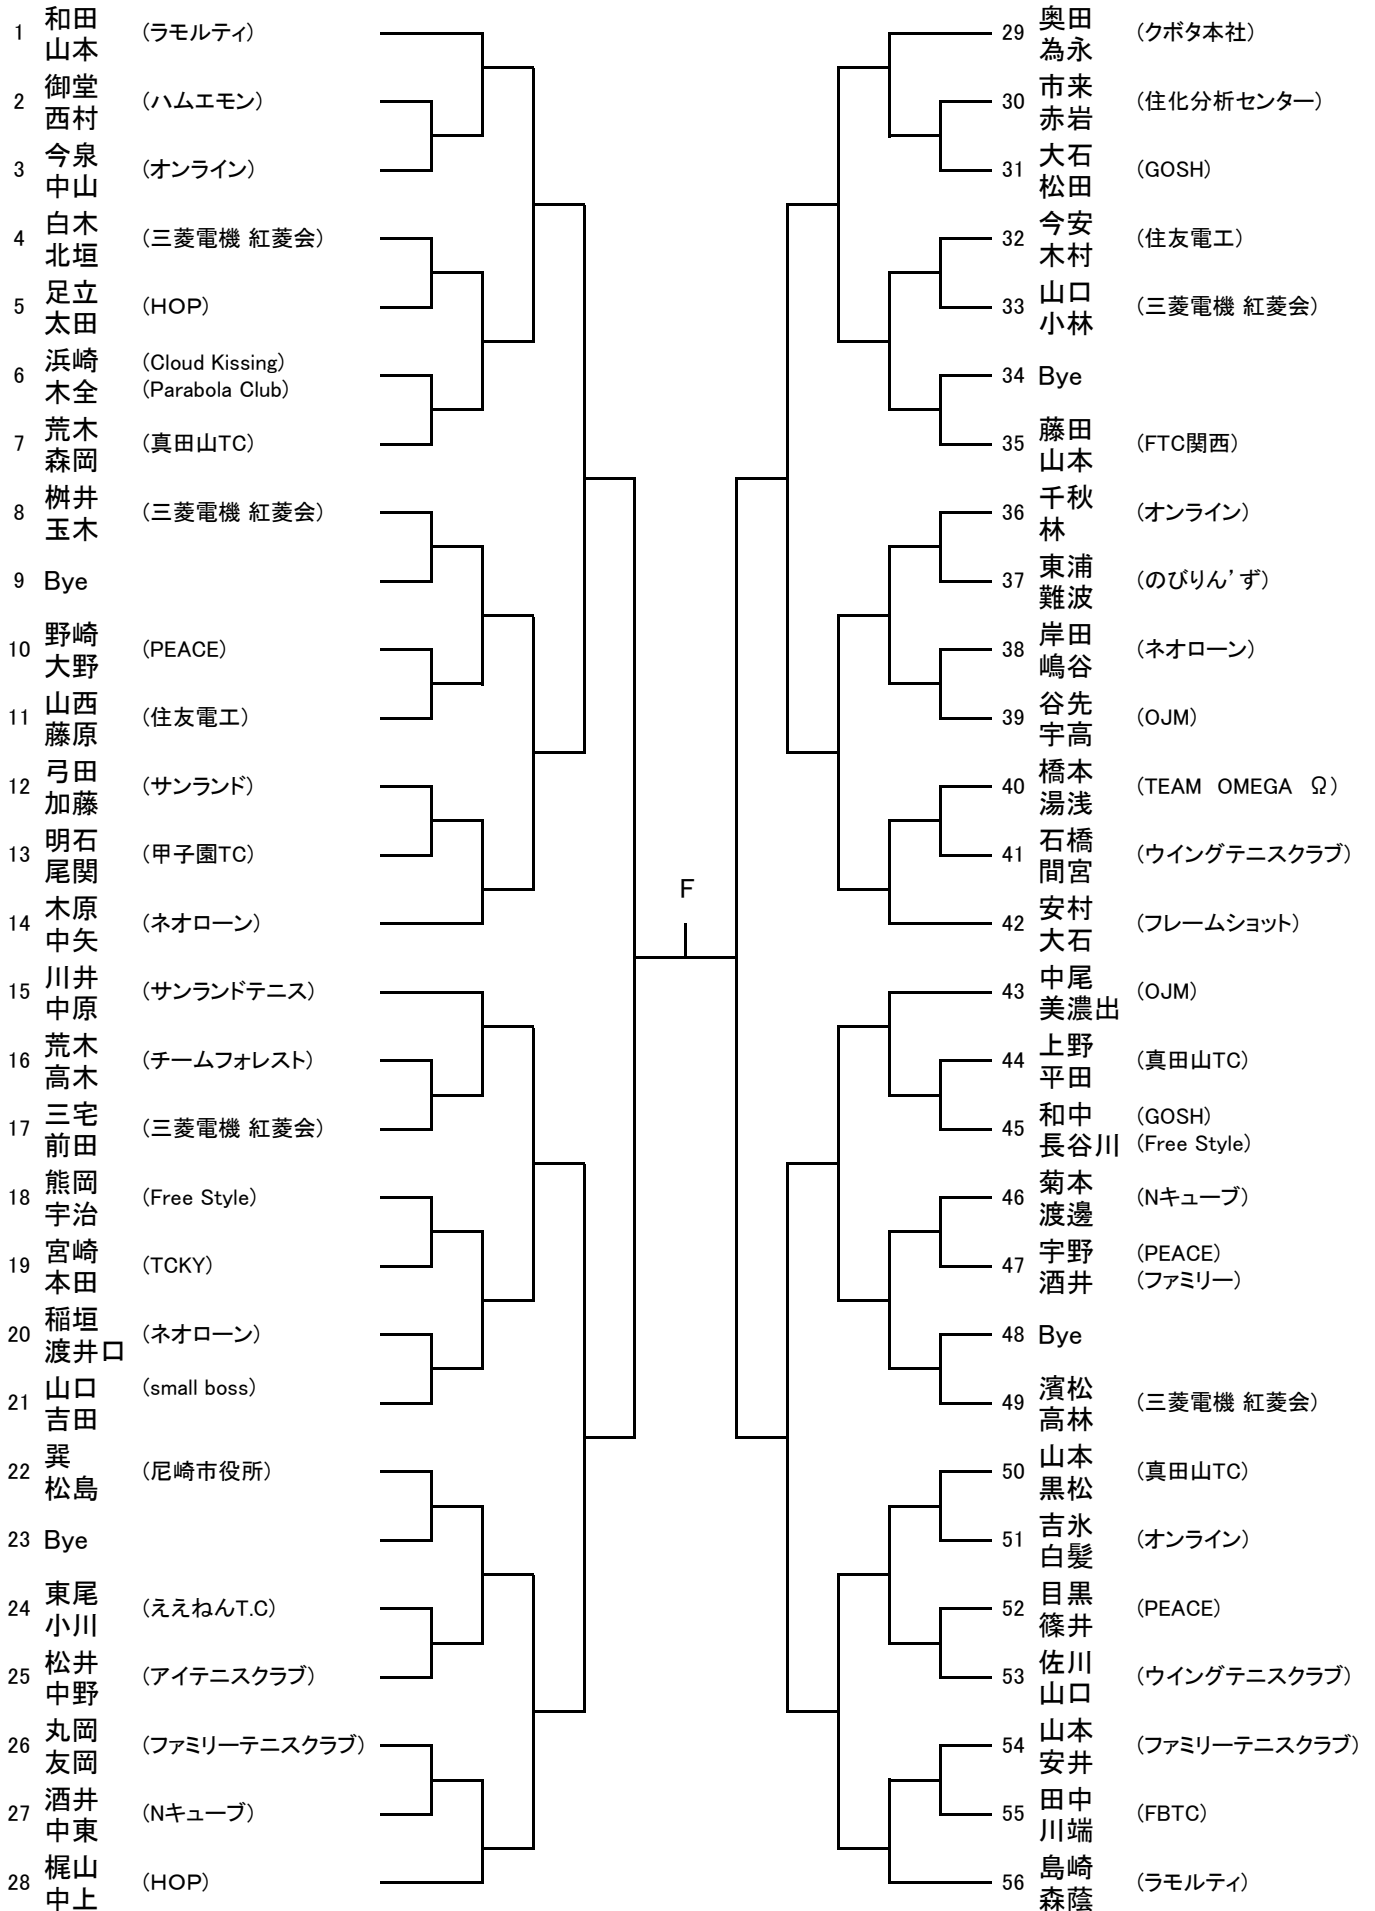 1 和田 (ラモルティ)
山本
2 御堂 (ハムエモン)
西村
3 今泉 (オンライン)
中山
4 白木 (三菱電機 紅菱会)
北垣
5 足立 (HOP)
太田
6 浜崎 (Cloud Kissing)
木全 (Parabola Club)
7 荒木 (真田山TC)
森岡
8 桝井 (三菱電機 紅菱会)
玉木
9 Bye
10 野崎 (PEACE)
大野
11 山西 (住友電工)
藤原
12 弓田 (サンランド)
加藤
13 明石 (甲子園TC)
尾関
14 木原 (ネオローン)
中矢
15 川井 (サンランドテニス)
中原
16 荒木 (チームフォレスト)
高木
17 三宅 (三菱電機 紅菱会)
前田
18 熊岡 (Free Style)
宇治
19 宮崎 (TCKY)
本田
20 稲垣 (ネオローン)
渡井口
21 山口 (small boss)
吉田
22 巽 (尼崎市役所)
松島
23 Bye
24 東尾 (ええねんT.C)
小川
25 松井 (アイテニスクラブ)
中野
26 丸岡 (ファミリーテニスクラブ)
友岡
27 酒井 (Nキューブ)
中東
28 梶山 (HOP)
中上
F
29 奥田 (クボタ本社)
為永
30 市来 (住化分析センター)
赤岩
31 大石 (GOSH)
松田
32 今安 (住友電工)
木村
33 山口 (三菱電機 紅菱会)
小林
34 Bye
35 藤田 (FTC関西)
山本
36 千秋 (オンライン)
林
37 東浦 (のびりん’ず)
難波
38 岸田 (ネオローン)
嶋谷
39 谷先 (OJM)
宇高
40 橋本 (TEAM OMEGA Ω)
湯浅
41 石橋 (ウイングテニスクラブ)
間宮
42 安村 (フレームショット)
大石
43 中尾 (OJM)
美濃出
44 上野 (真田山TC)
平田
45 和中 (GOSH)
長谷川 (Free Style)
46 菊本 (Nキューブ)
渡邊
47 宇野 (PEACE)
酒井 (ファミリー)
48 Bye
49 濱松 (三菱電機 紅菱会)
高林
50 山本 (真田山TC)
黒松
51 吉氷 (オンライン)
白髪
52 目黒 (PEACE)
篠井
53 佐川 (ウイングテニスクラブ)
山口
54 山本 (ファミリーテニスクラブ)
安井
55 田中 (FBTC)
川端
56 島崎 (ラモルティ)
森蔭